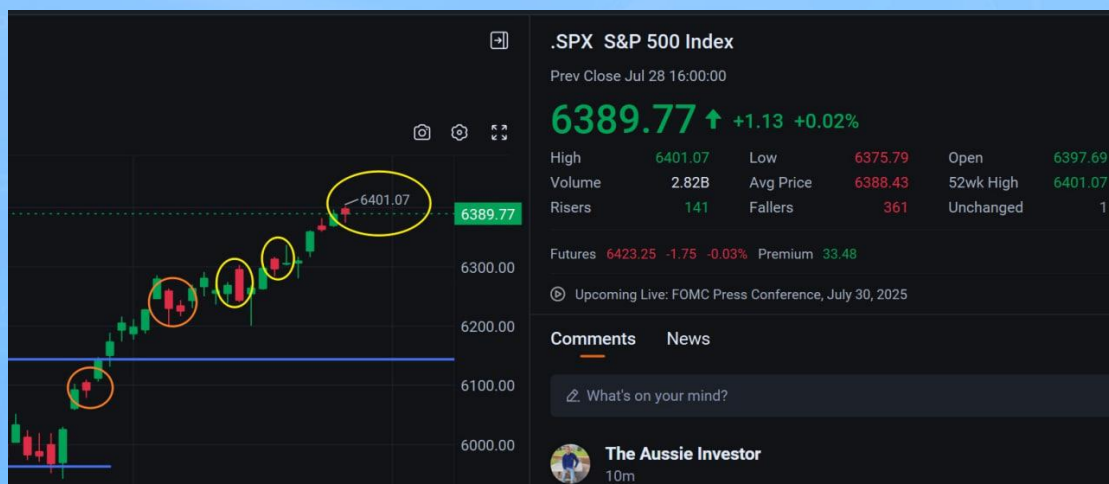 .SPX S&P 500 Index
Prev Close Jul 28 16:00:00
6389.77 +1.13 +0.02%
High 6401.07 Low 6375.79 Open 6397.69
Volume 2.82B Avg Price 6388.43 52wk High 6401.07
Risers 141 Fallers 361 Unchanged 1
Futures 6423.25 -1.75 -0.03% Premium 33.48
Upcoming Live: FOMC Press Conference, July 30, 2025
Comments News
What's on your mind?
The Aussie Investor
10m
6401.07
6389.77
6300.00
6200.00
6100.00
6000.00